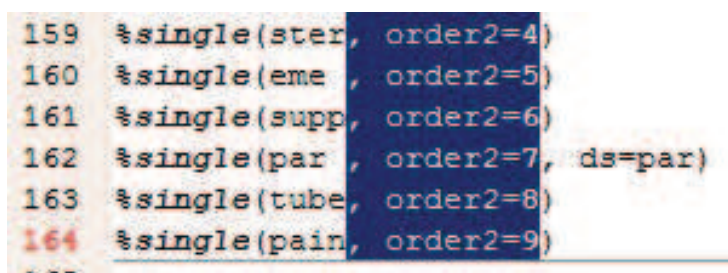 159 %single(ster, order2=4)
160 %single(eme , order2=5)
161 %single(supp, order2=6)
162 %single(par , order2=7, ds=par)
163 %single(tube, order2=8)
164 %single(pain, order2=9)